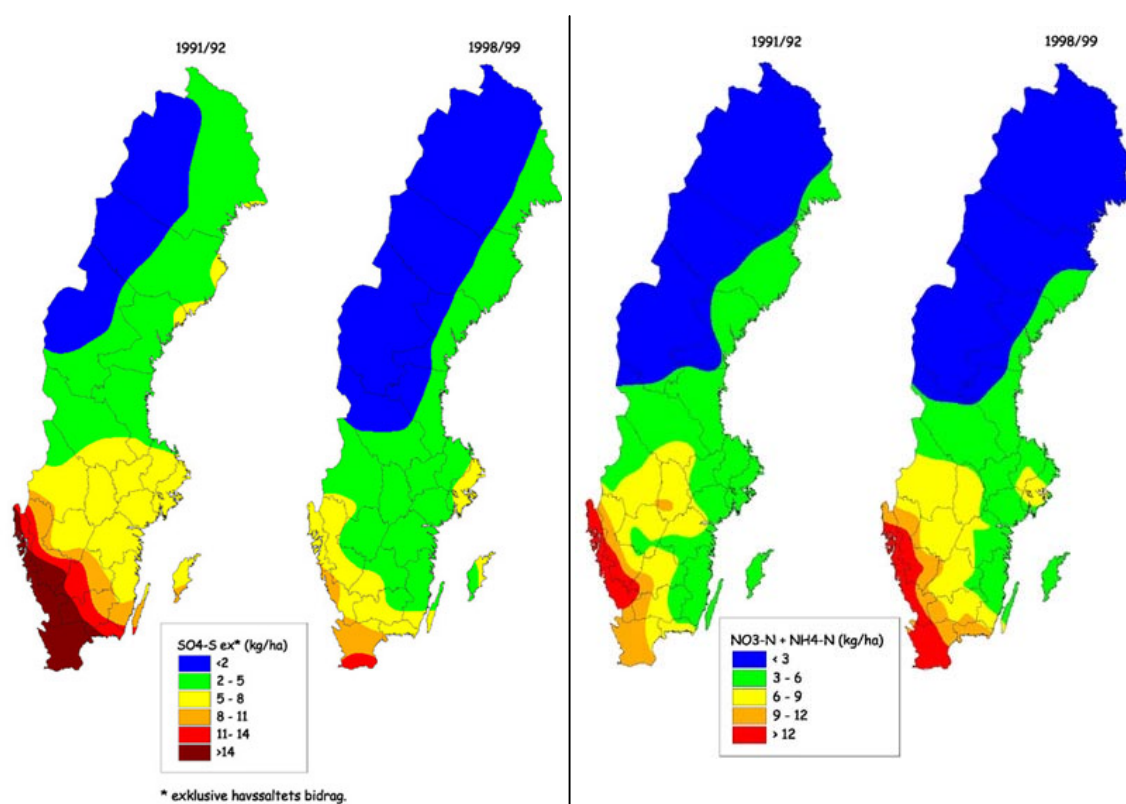 1991/92
1998/99
SO4-S ex* (kg/ha)
<2
2 - 5
5 - 8
8 - 11
11- 14
>14
* exklusive havssaltets bidrag.
1991/92
1998/99
NO3-N + NH4-N (kg/ha)
< 3
3 - 6
6 - 9
9 - 12
> 12